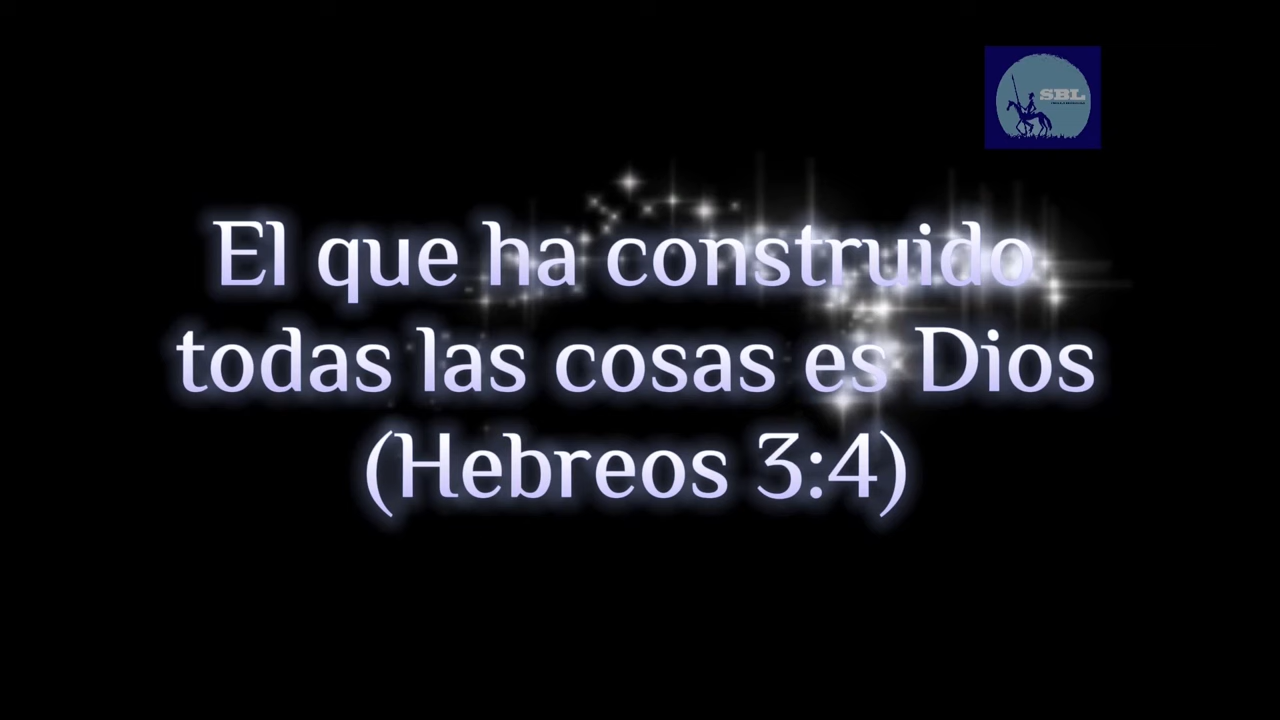 SBL
El que ha construido
todas las cosas es Dios
(Hebreos 3:4)